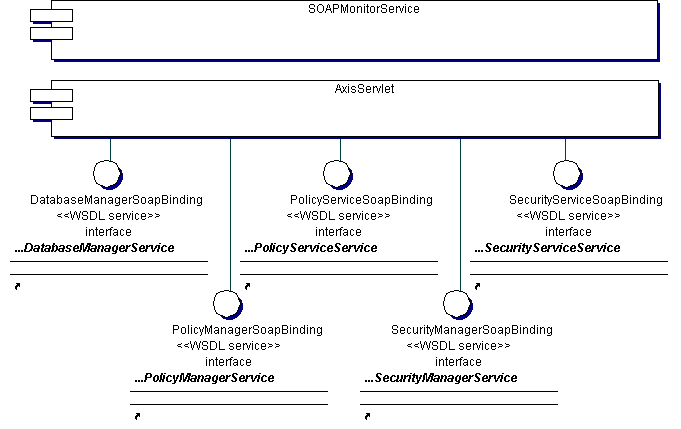 SOAPMonitorService
AxisServlet
DatabaseManagerSoapBinding
<<WSDL service>>
interface
...DatabaseManagerService
PolicyServiceSoapBinding
<<WSDL service>>
interface
...PolicyServiceService
SecurityServiceSoapBinding
<<WSDL service>>
interface
...SecurityServiceService
PolicyManagerSoapBinding
<<WSDL service>>
interface
...PolicyManagerService
SecurityManagerSoapBinding
<<WSDL service>>
interface
...SecurityManagerService